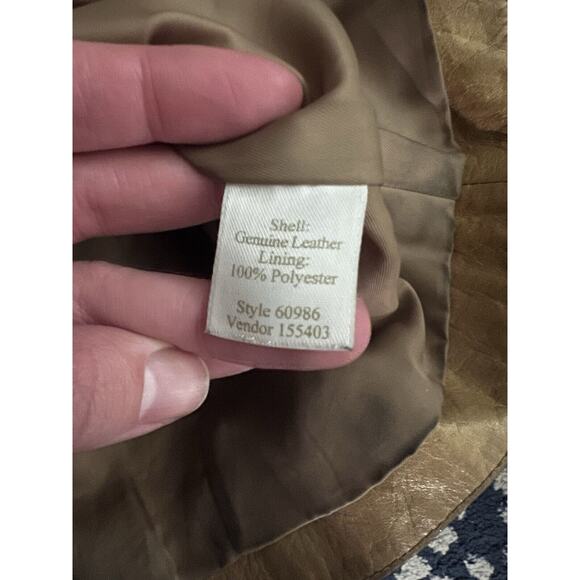 Shell:
Genuine Leather
Lining:
100% Polyester
Style 60986
Vendor 155403